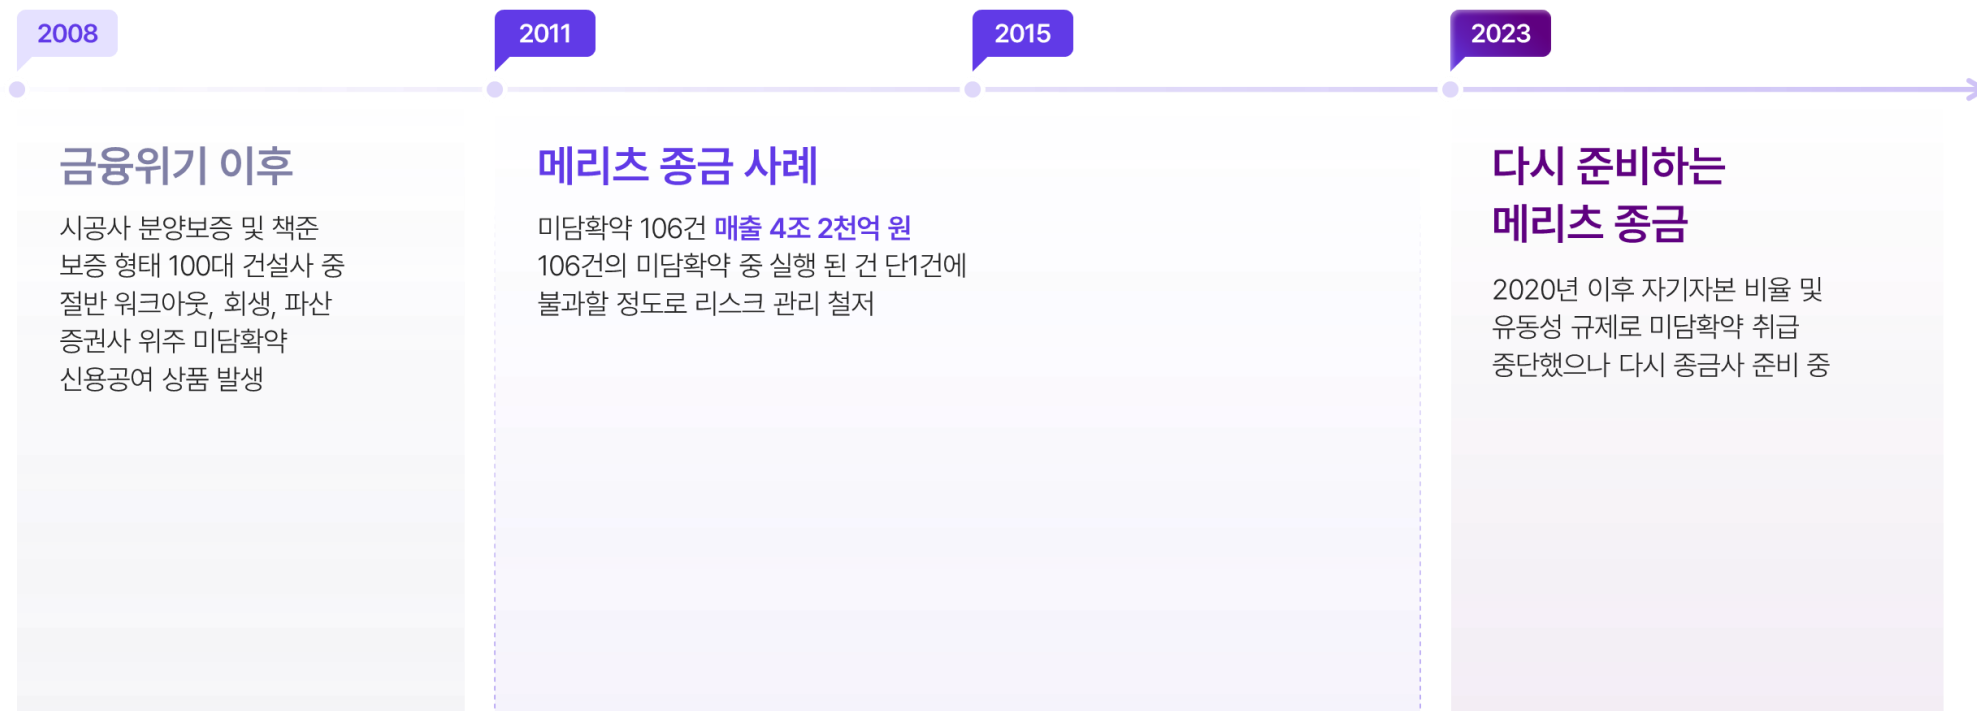 2008
2011
2015
2023
금융위기 이후
시공사 분양보증 및 책준
보증 형태 100대 건설사 중
절반 워크아웃, 회생, 파산
증권사 위주 미담확약
신용공여 상품 발생
메리츠 종금 사례
미담확약 106건 매출 4조 2천억 원
106건의 미담확약 중 실행 된 건 단1건에
불과할 정도로 리스크 관리 철저
다시 준비하는
메리츠 종금
2020년 이후 자기자본 비율 및
유동성 규제로 미담확약 취급
중단했으나 다시 종금사 준비 중